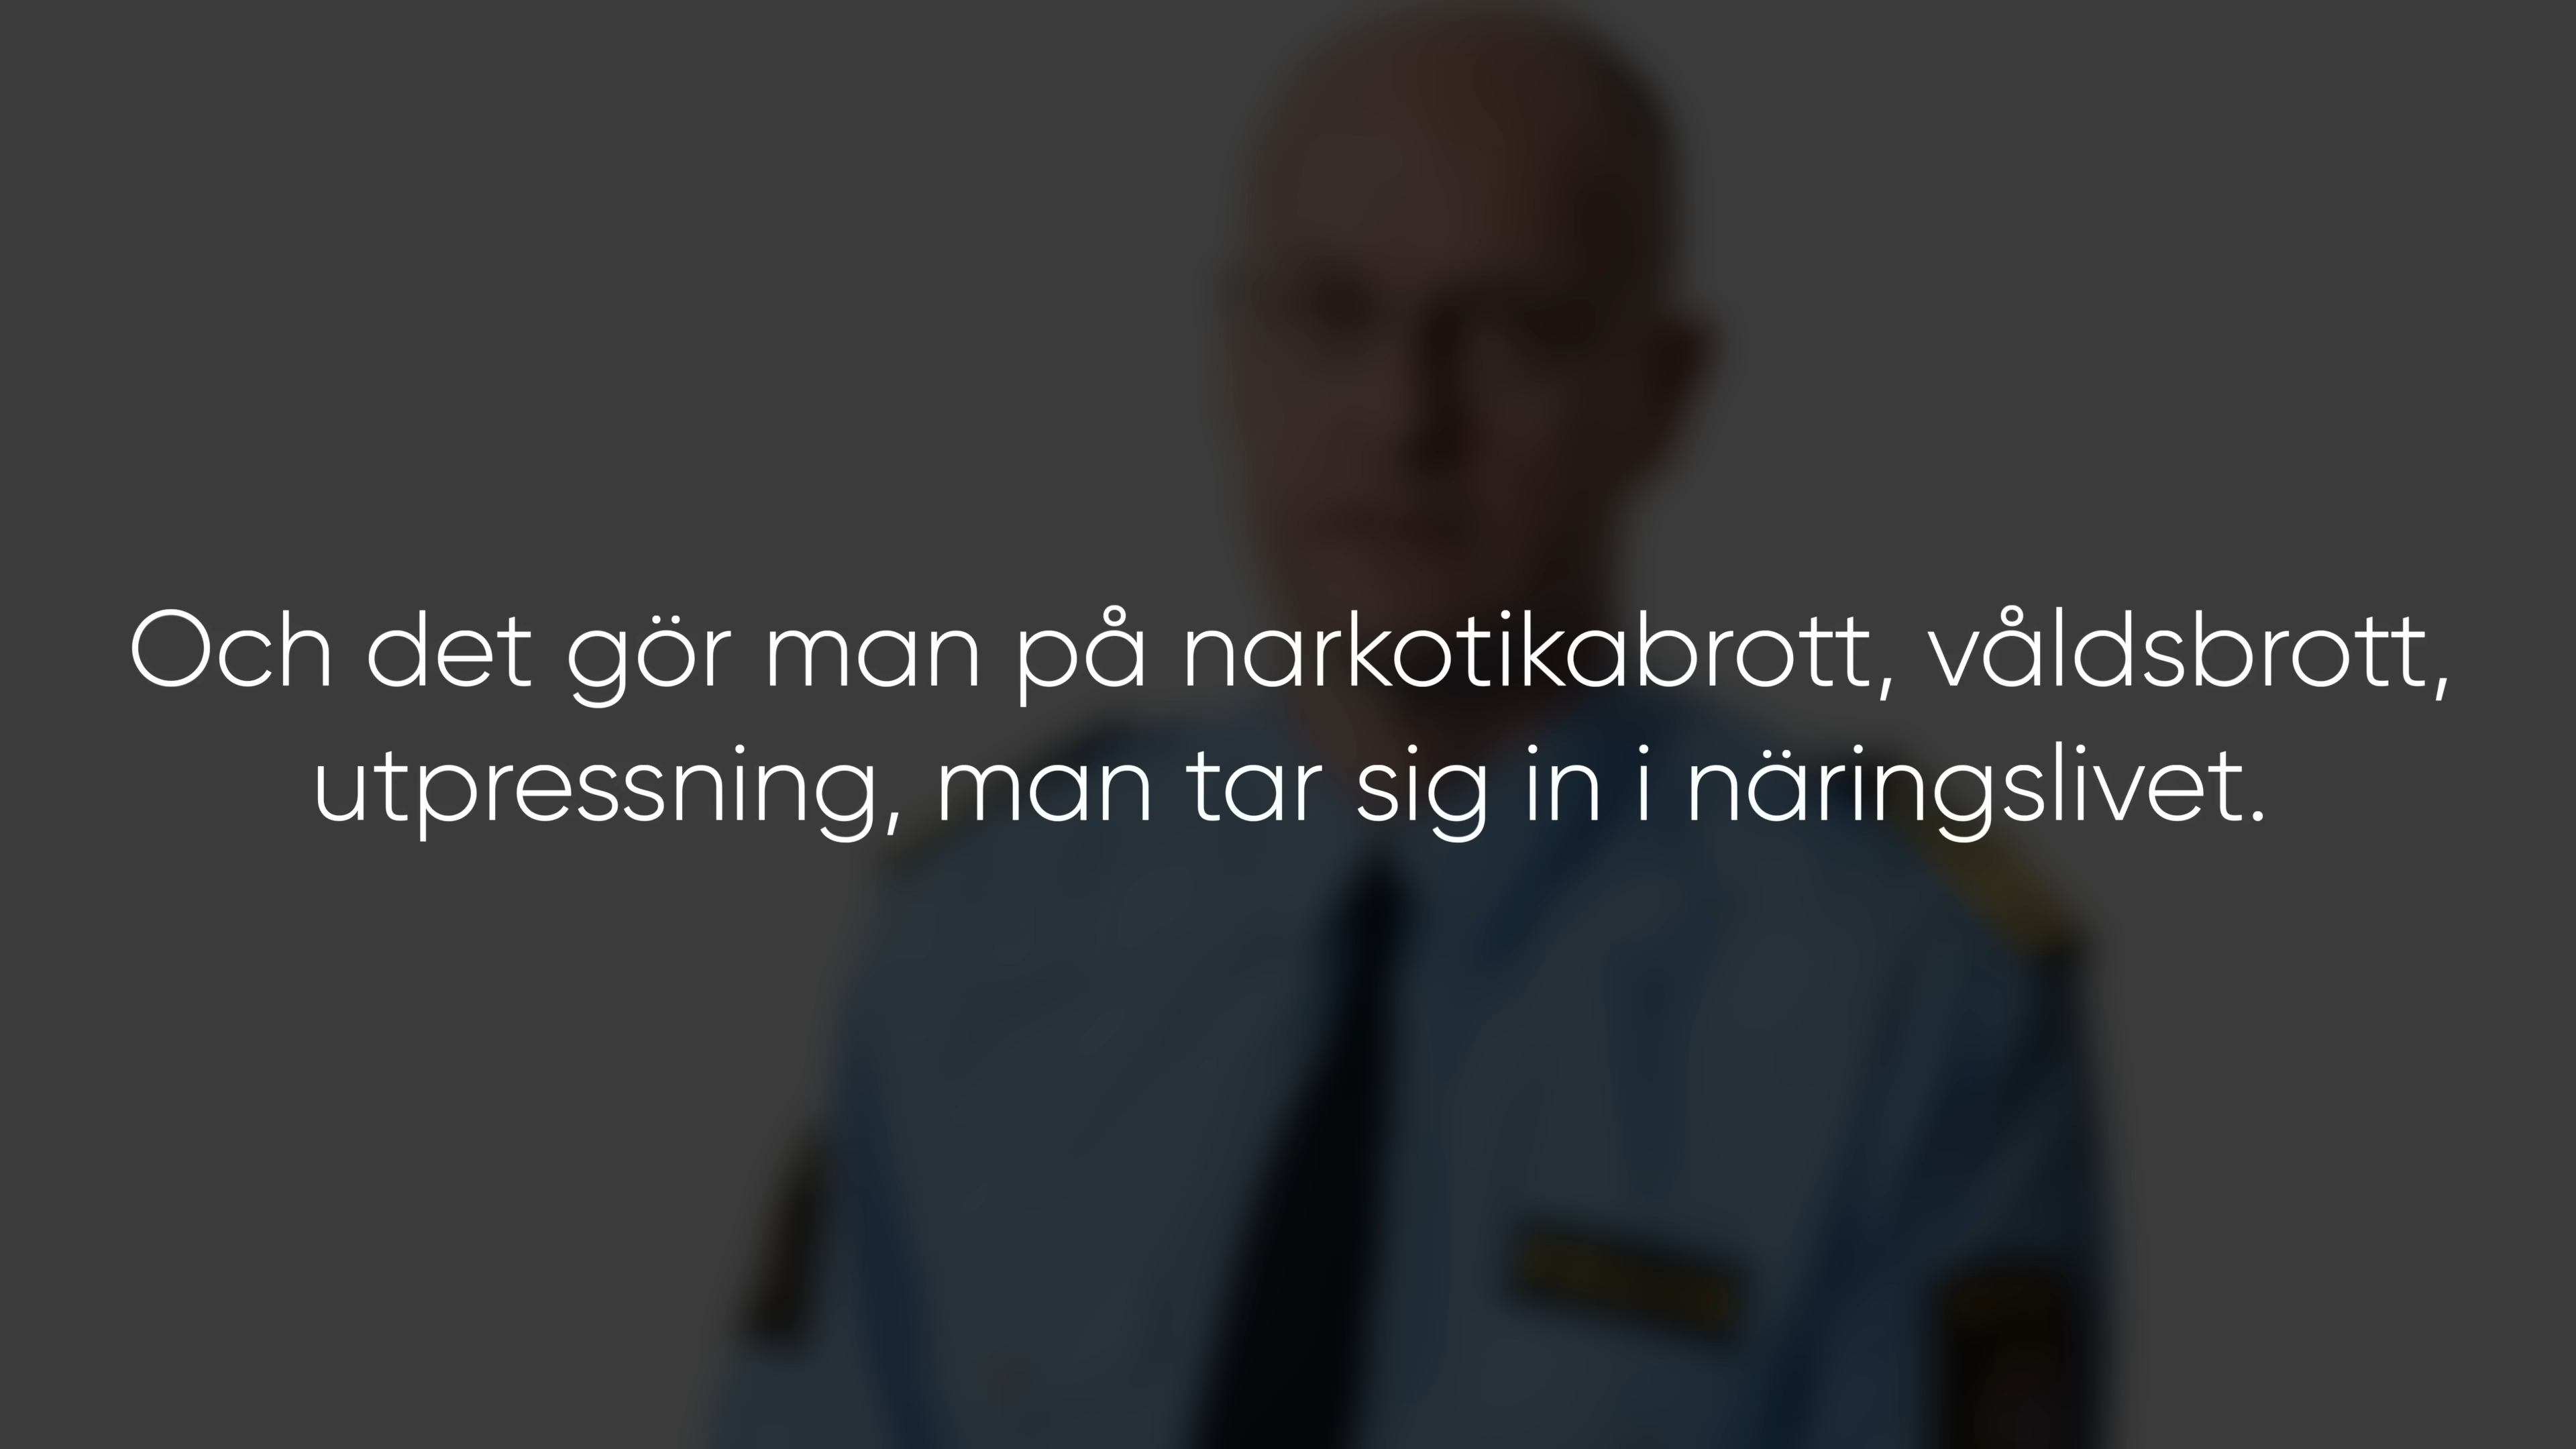 Och det gör man på narkotikabrott, våldsbrott,
utpressning, man tar sig in i näringslivet.